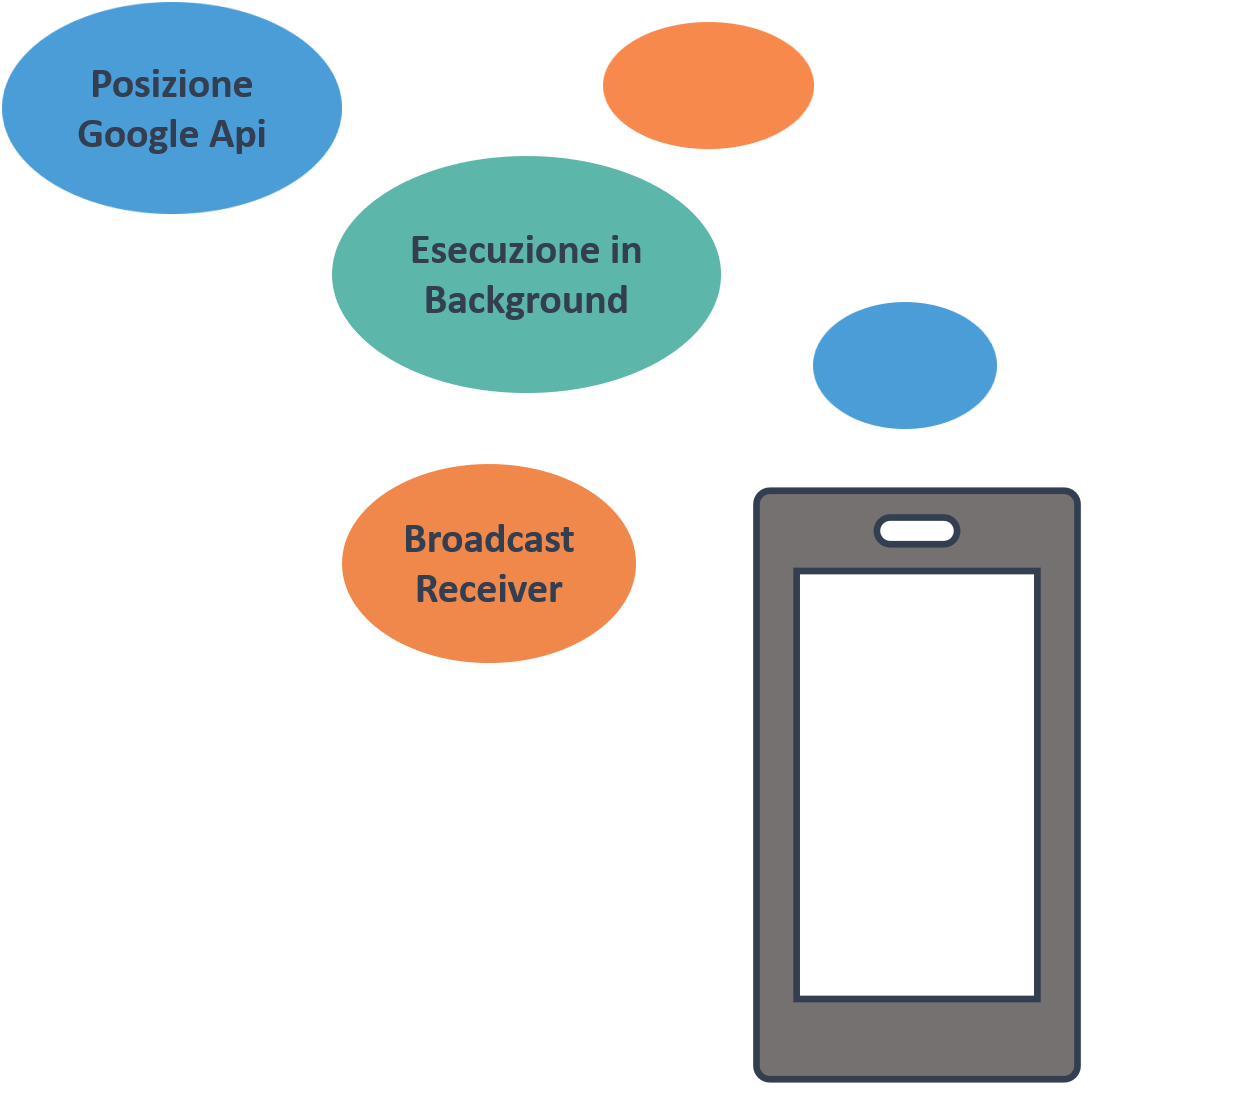 Posizione
Google Api
Esecuzione in
Background
Broadcast
Receiver